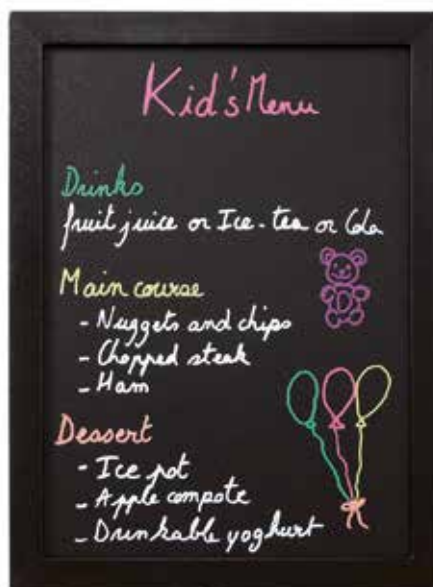 Kid's Menu
Drinks
fruit juice or Ice-tea or Cola
Main course
- Nuggets and chips
- Chopped steak
- Ham
Dessert
- Ice pot
- Apple compote
- Drinkable yoghurt